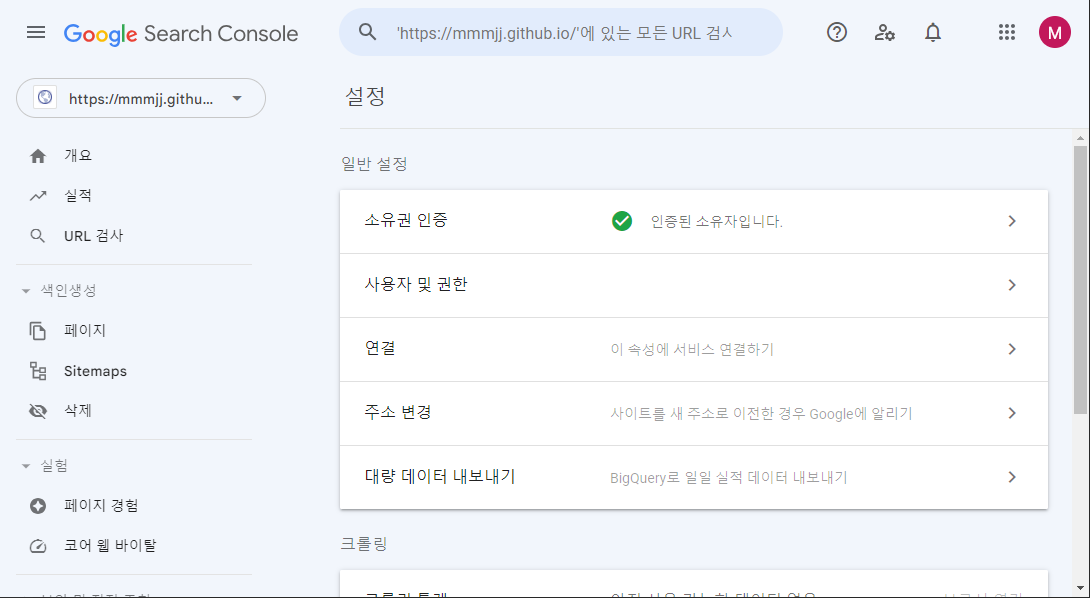 Google Search Console
'https://mmmjj.github.io/'에 있는 모든 URL 검사
M
https://mmmjj.githu...
설정
개요
실적
URL 검사
색인생성
페이지
Sitemaps
삭제
실험
페이지 경험
코어 웹 바이탈
일반 설정
소유권 인증
인증된 소유자입니다.
사용자 및 권한
연결
이 속성에 서비스 연결하기
주소 변경
사이트를 새 주소로 이전한 경우 Google에 알리기
대량 데이터 내보내기
BigQuery로 일일 실적 데이터 내보내기
크롤링